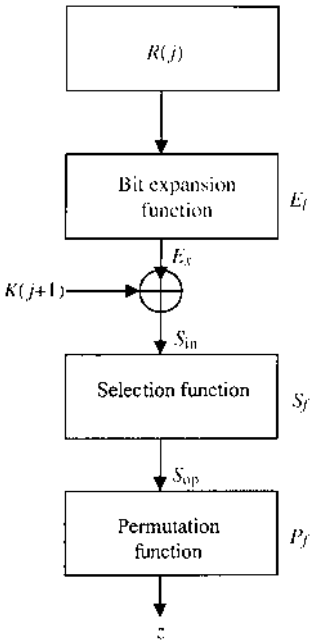 R(j)
Bit expansion
function
E_f
E_x
K(j+1)
S_in
Selection function
S_f
S_op
Permutation
function
P_f
z